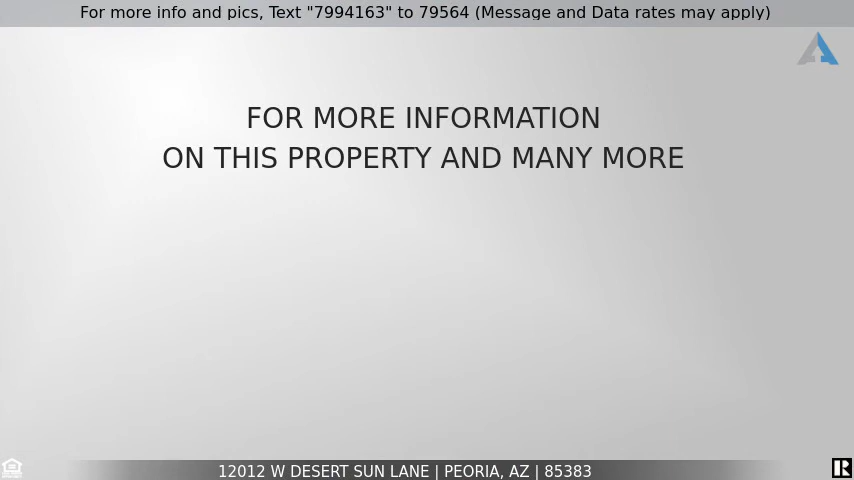 For more info and pics, Text "7994163" to 79564 (Message and Data rates may apply)
FOR MORE INFORMATION
ON THIS PROPERTY AND MANY MORE
12012 W DESERT SUN LANE | PEORIA, AZ | 85383